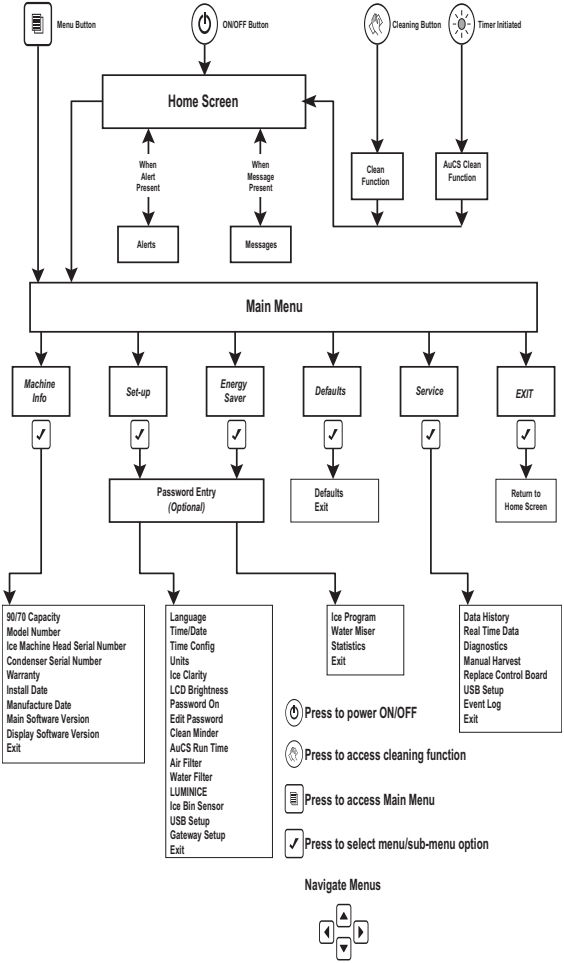 Menu Button
ON/OFF Button
Cleaning Button
Timer Initiated
Home Screen
When
Alert
Present
When
Message
Present
Clean
Function
AuCS Clean
Function
Alerts
Messages
Main Menu
Machine
Info
Set-up
Energy
Saver
Defaults
Service
EXIT
Password Entry
(Optional)
Defaults
Exit
Return to
Home Screen
90/70 Capacity
Model Number
Ice Machine Head Serial Number
Condenser Serial Number
Warranty
Install Date
Manufacture Date
Main Software Version
Display Software Version
Exit
Language
Time/Date
Time Config
Units
Ice Clarity
LCD Brightness
Password On
Edit Password
Clean Minder
AuCS Run Time
Air Filter
Water Filter
LUMINICE
Ice Bin Sensor
USB Setup
Gateway Setup
Exit
Ice Program
Water Miser
Statistics
Exit
Data History
Real Time Data
Diagnostics
Manual Harvest
Replace Control Board
USB Setup
Event Log
Exit
Press to power ON/OFF
Press to access cleaning function
Press to access Main Menu
Press to select menu/sub-menu option
Navigate Menus